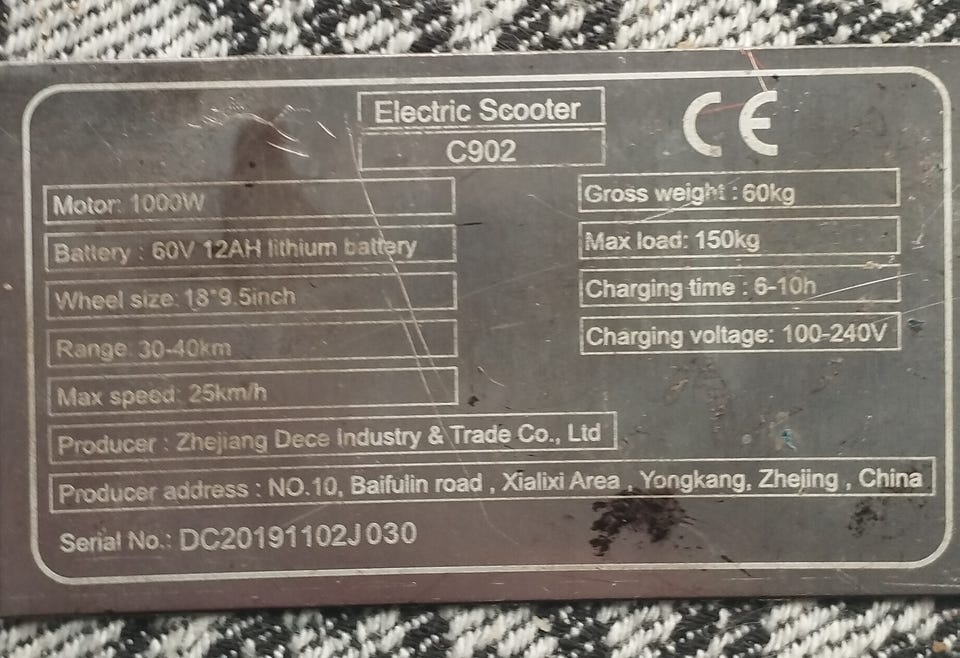 Electric Scooter
CE
C902
Motor: 1000W
Gross weight : 60kg
Battery : 60V 12AH lithium battery
Max load: 150kg
Wheel size: 18*9.5inch
Charging time : 6-10h
Range: 30-40km
Charging voltage: 100-240V
Max speed: 25km/h
Producer : Zhejiang Dece Industry & Trade Co., Ltd
Producer address : NO.10, Baifulin road , Xialixi Area , Yongkang, Zhejing , China
Serial No.: DC20191102J030